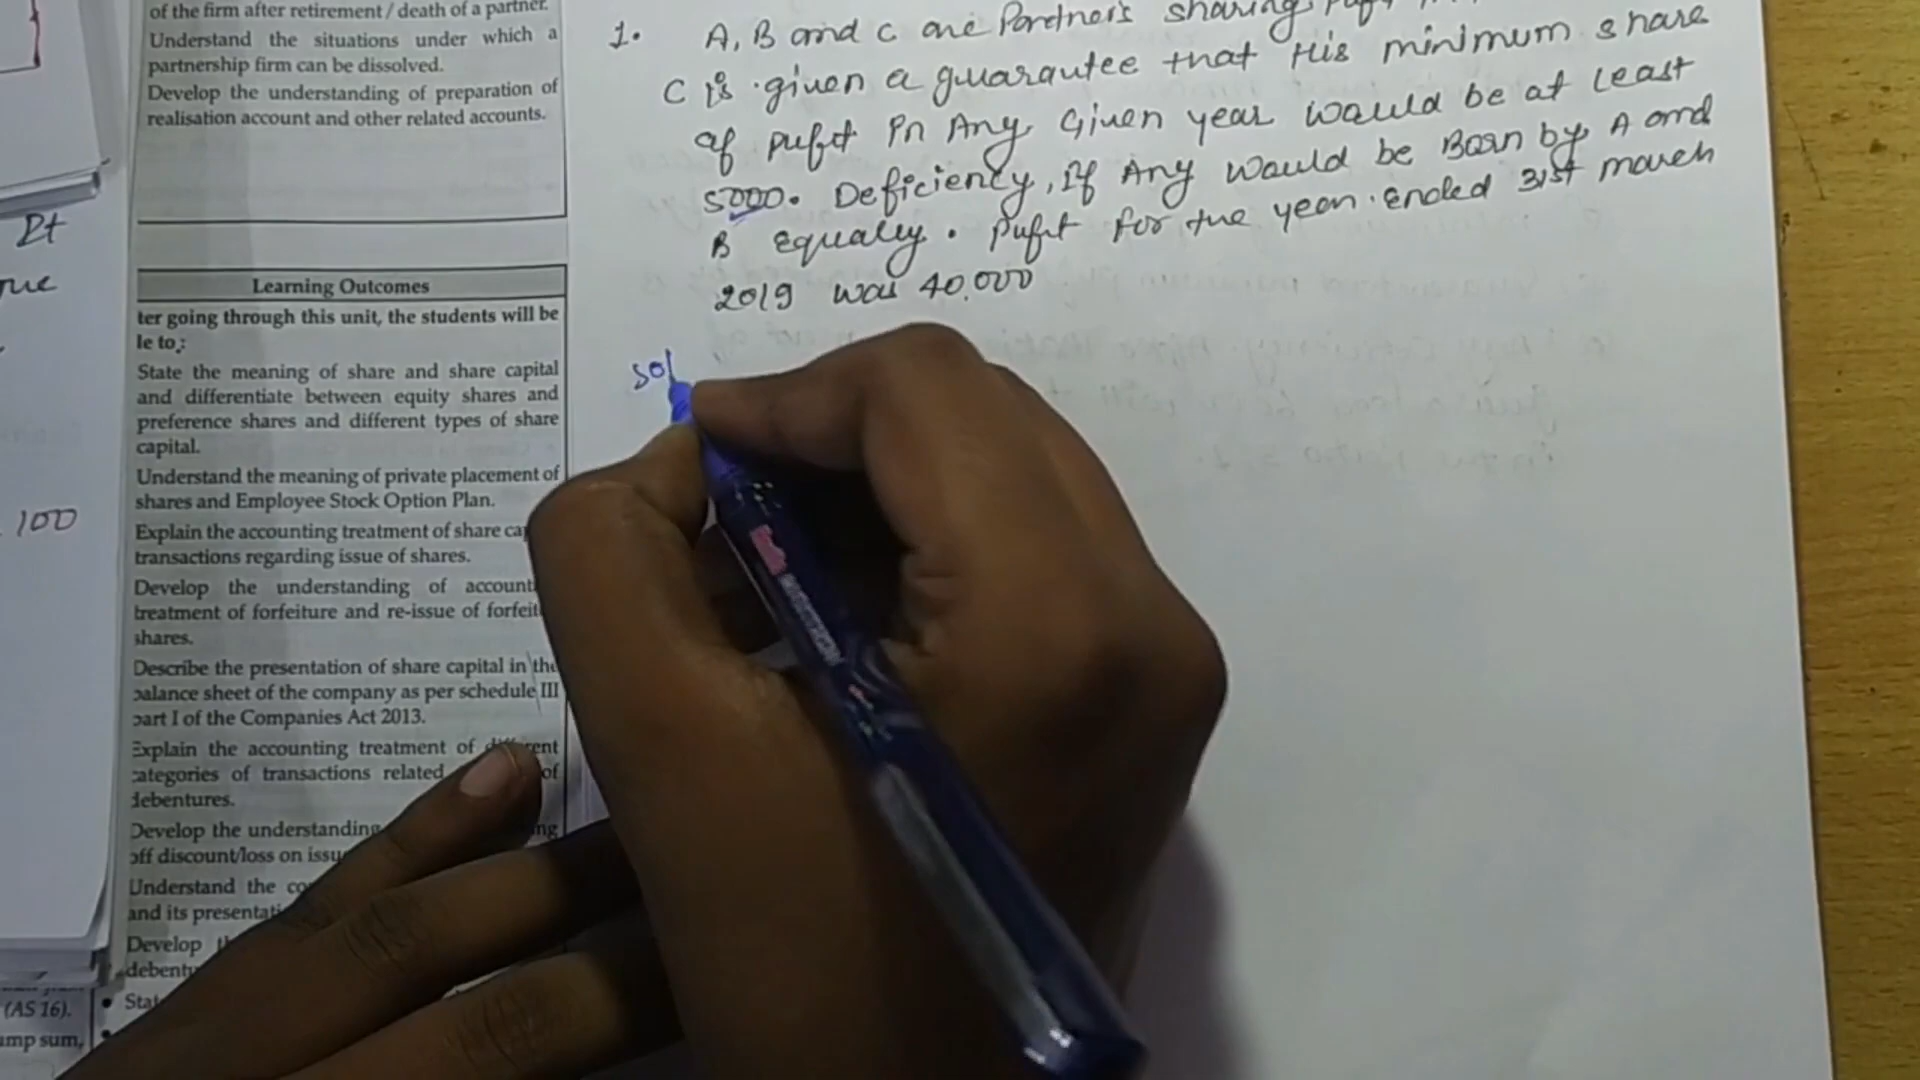 of the firm after retirement / death of a partner.
Understand the situations under which a
partnership firm can be dissolved.
Develop the understanding of preparation of
realisation account and other related accounts.
Learning Outcomes
ter going through this unit, the students will be
le to:
State the meaning of share and share capital
and differentiate between equity shares and
preference shares and different types of share
capital.
Understand the meaning of private placement of
shares and Employee Stock Option Plan.
Explain the accounting treatment of share cap
transactions regarding issue of shares.
Develop the understanding of account
treatment of forfeiture and re-issue of forfeit
shares.
Describe the presentation of share capital in the
balance sheet of the company as per schedule III
part I of the Companies Act 2013.
Explain the accounting treatment of different
categories of transactions related of
debentures.
Develop the understanding ng
off discount/loss on issu
Understand the co
and its presentati
Develop
debentu
• Stat
(AS 16).
ump sum,
100
1. A, B and C are Partners sharing
C is given a guarantee that His minimum share
of profit in Any Given year would be at Least
5000. Deficiency, If Any would be Born by A and
B Equally. Profit for the year ended 31st march
2019 was 40,000
Sol